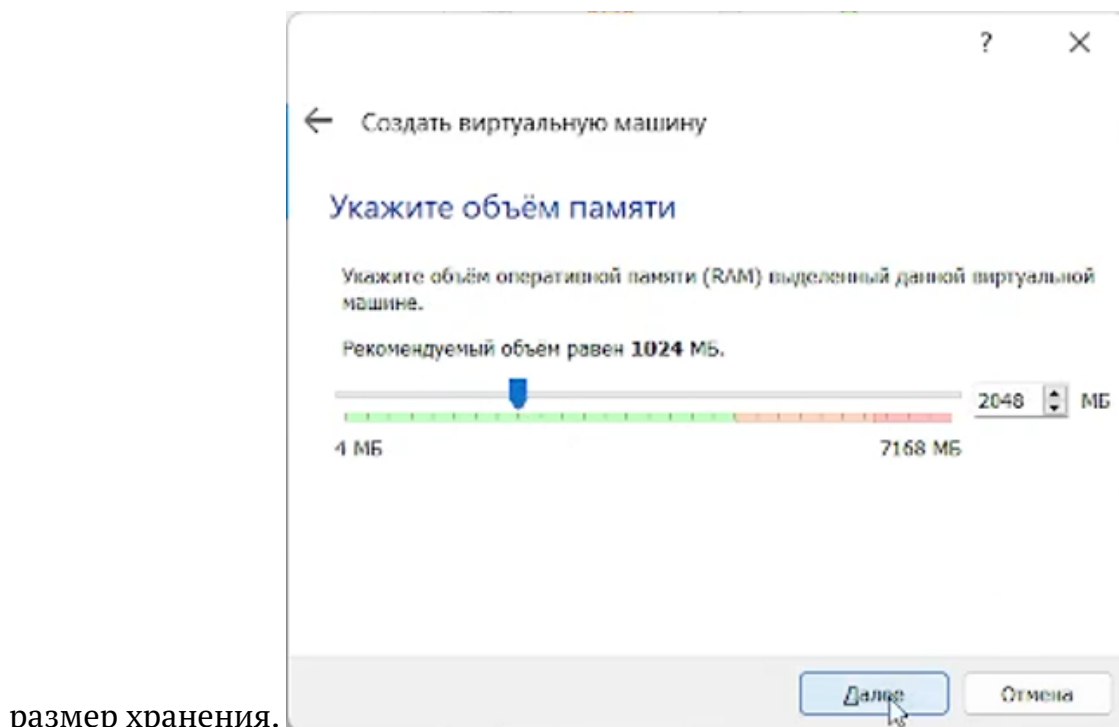 ?
Создать виртуальную машину
Укажите объём памяти
Укажите объём оперативной памяти (RAM) выделенный данной виртуальной
машине.
Рекомендуемый объём равен 1024 МБ.
2048 МБ
4 МБ 7168 МБ
Далее Отмена
размер хранения.